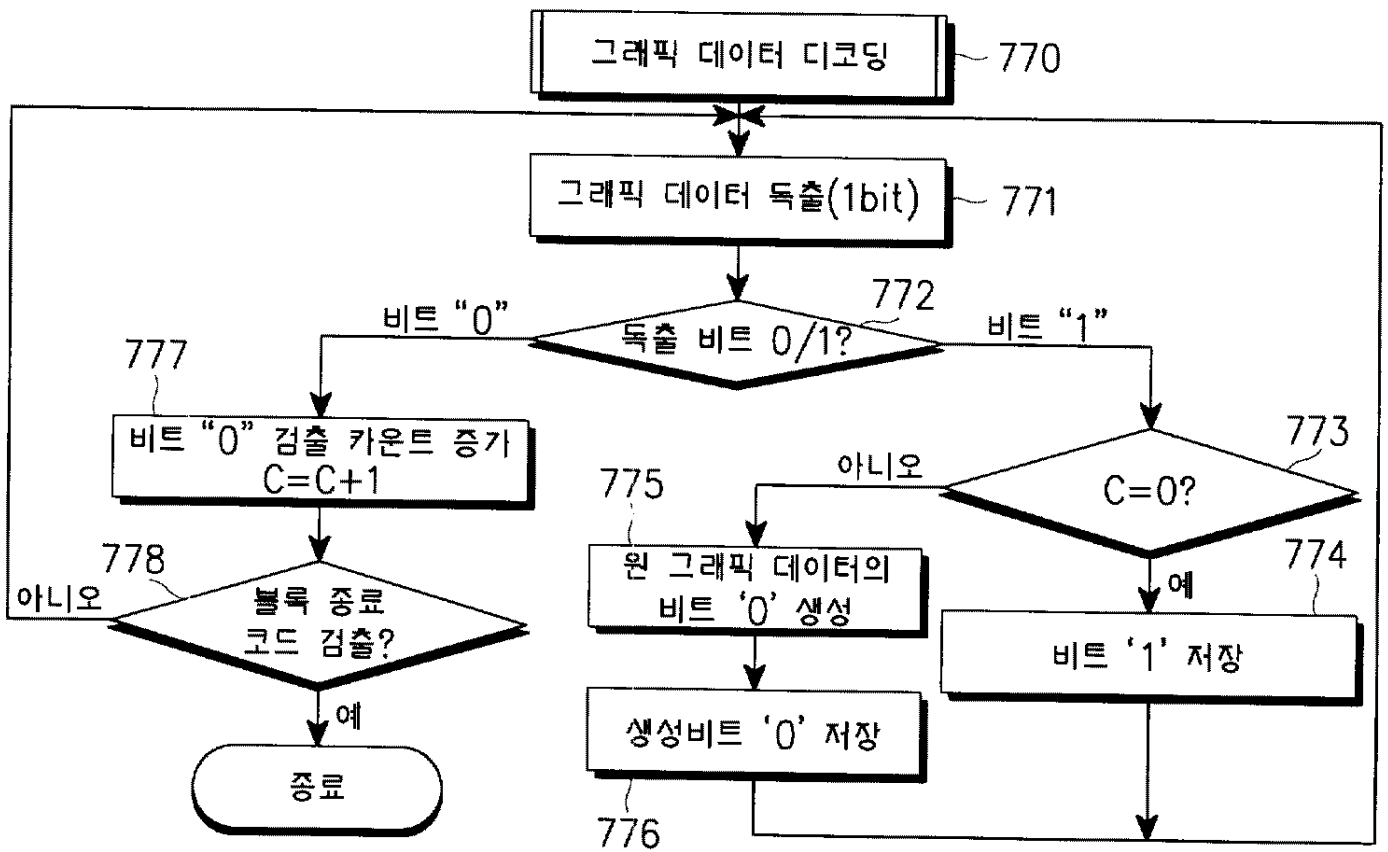 그래픽 데이터 디코딩
770
그래픽 데이터 독출(1bit)
771
772
비트 “0”
독출 비트 0/1?
비트 “1”
777
비트 “0” 검출 카운트 증가
C=C+1
773
아니오
C=0?
775
778
774
원 그래픽 데이터의
비트 ‘0’ 생성
예
아니오
블록 종료
코드 검출?
비트 ‘1’ 저장
예
생성비트 ‘0’ 저장
종료
776